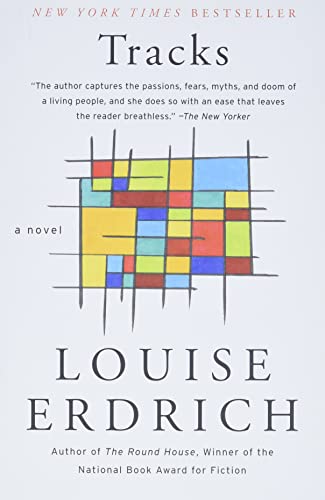 NEW YORK TIMES BESTSELLER
Tracks
"The author captures the passions, fears, myths, and doom of
a living people, and she does so with an ease that leaves
the reader breathless." —The New Yorker
a novel
LOUISE
ERDRICH
Author of The Round House, Winner of the
National Book Award for Fiction